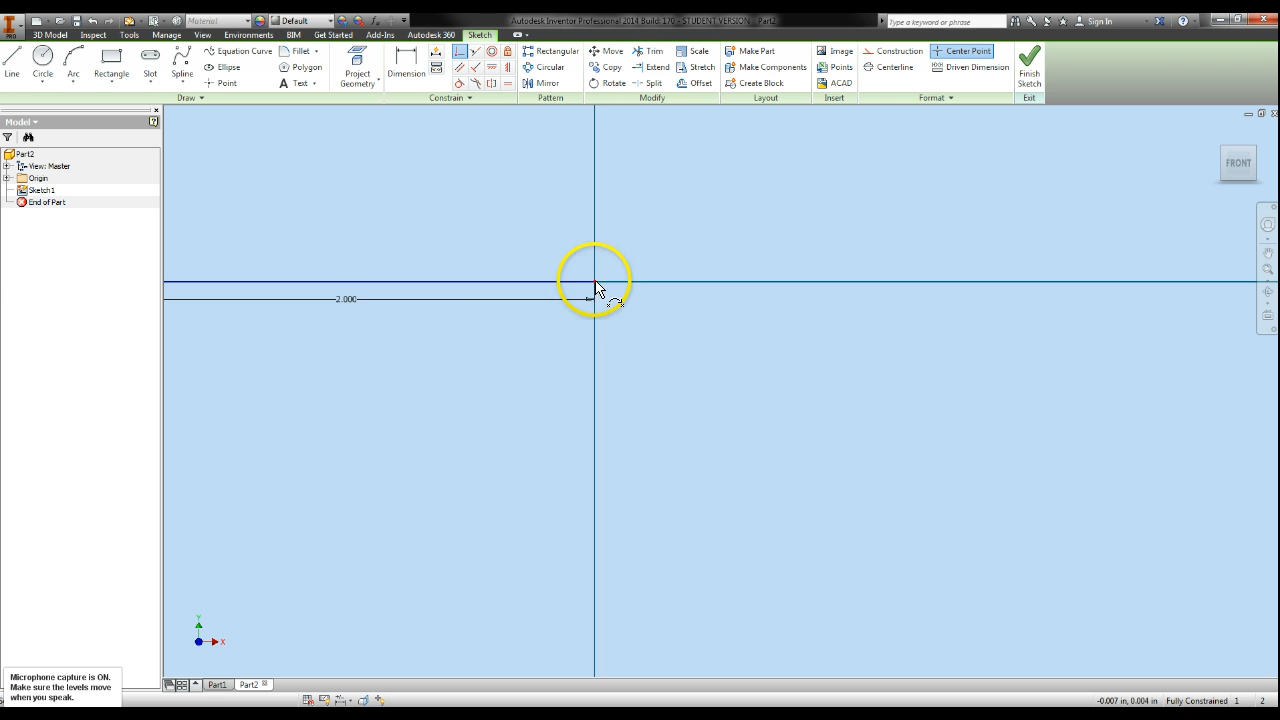 Material
Default
Autodesk Inventor Professional 2014 Build: 170 - STUDENT VERSION - Part2
Type a keyword or phrase
Sign In
PRO
3D Model
Inspect
Tools
Manage
View
Environments
BIM
Get Started
Add-Ins
Autodesk 360
Sketch
Line
Circle
Arc
Rectangle
Slot
Spline
Equation Curve
Ellipse
Point
Fillet
Polygon
Text
Project Geometry
Dimension
Rectangular
Circular
Mirror
Move
Copy
Rotate
Trim
Extend
Split
Scale
Stretch
Offset
Make Part
Make Components
Create Block
Image
Points
ACAD
Construction
Centerline
Center Point
Driven Dimension
Finish Sketch
Draw
Constrain
Pattern
Modify
Layout
Insert
Format
Exit
Model
Part2
View: Master
Origin
Sketch1
End of Part
FRONT
2.000
Y
X
Microphone capture is ON.
Make sure the levels move
when you speak.
Part1
Part2
-0.007 in, 0.004 in
Fully Constrained
1
2